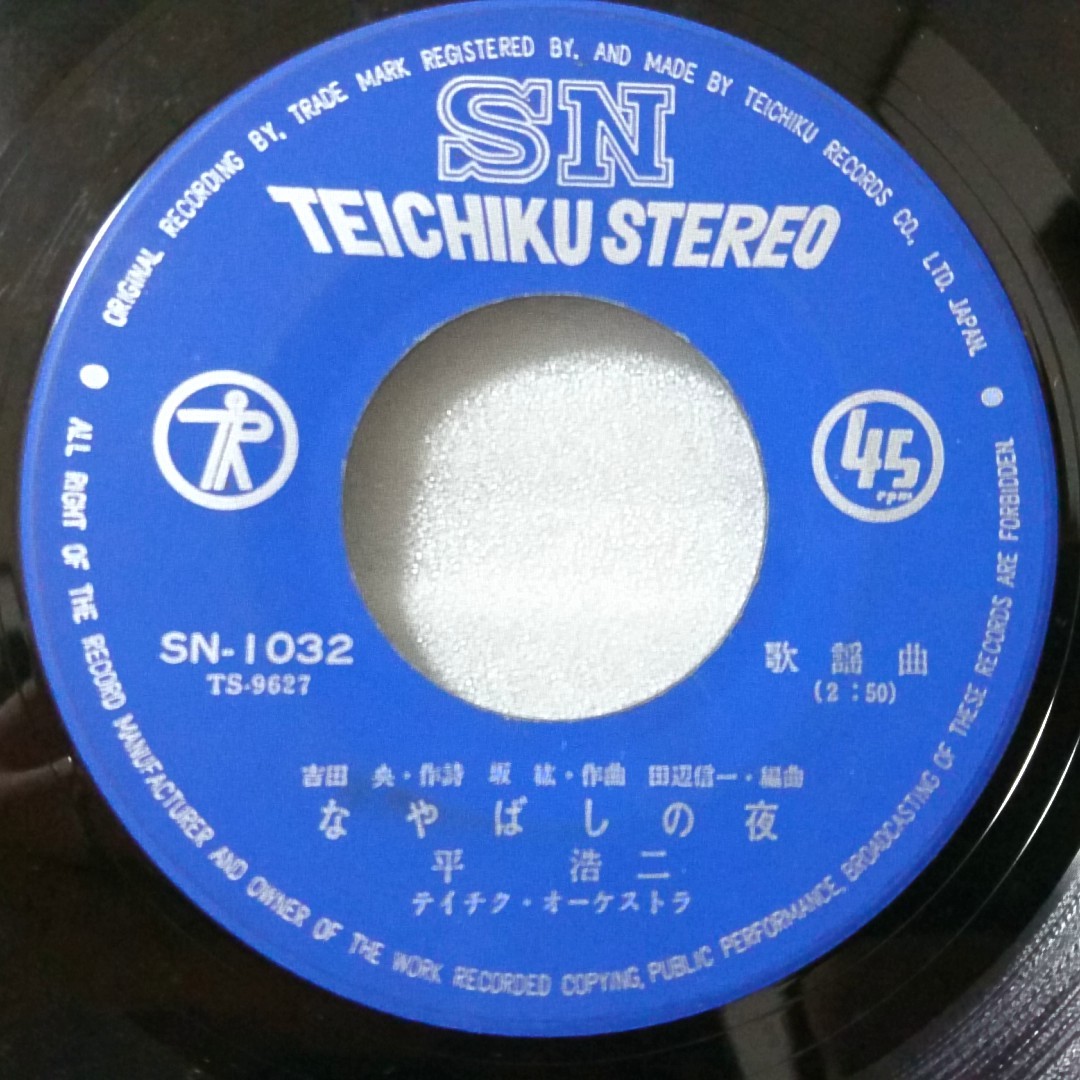 ORIGINAL RECORDING BY, TRADE MARK REGISTERED BY, AND MADE BY TEICHIKU RECORDS CO., LTD. JAPAN
SN
TEICHIKU STEREO
45
rpm
SN-1032
TS-9627
歌謡曲
(2:50)
吉田 央・作詩 坂 紘・作曲 田辺信一・編曲
なやばしの夜
平 浩二
テイチク・オーケストラ
ALL RIGHT OF THE RECORD MANUFACTURER AND OWNER OF THE WORK RECORDED COPYING, PUBLIC PERFORMANCE, BROADCASTING OF THESE RECORDS ARE FORBIDDEN